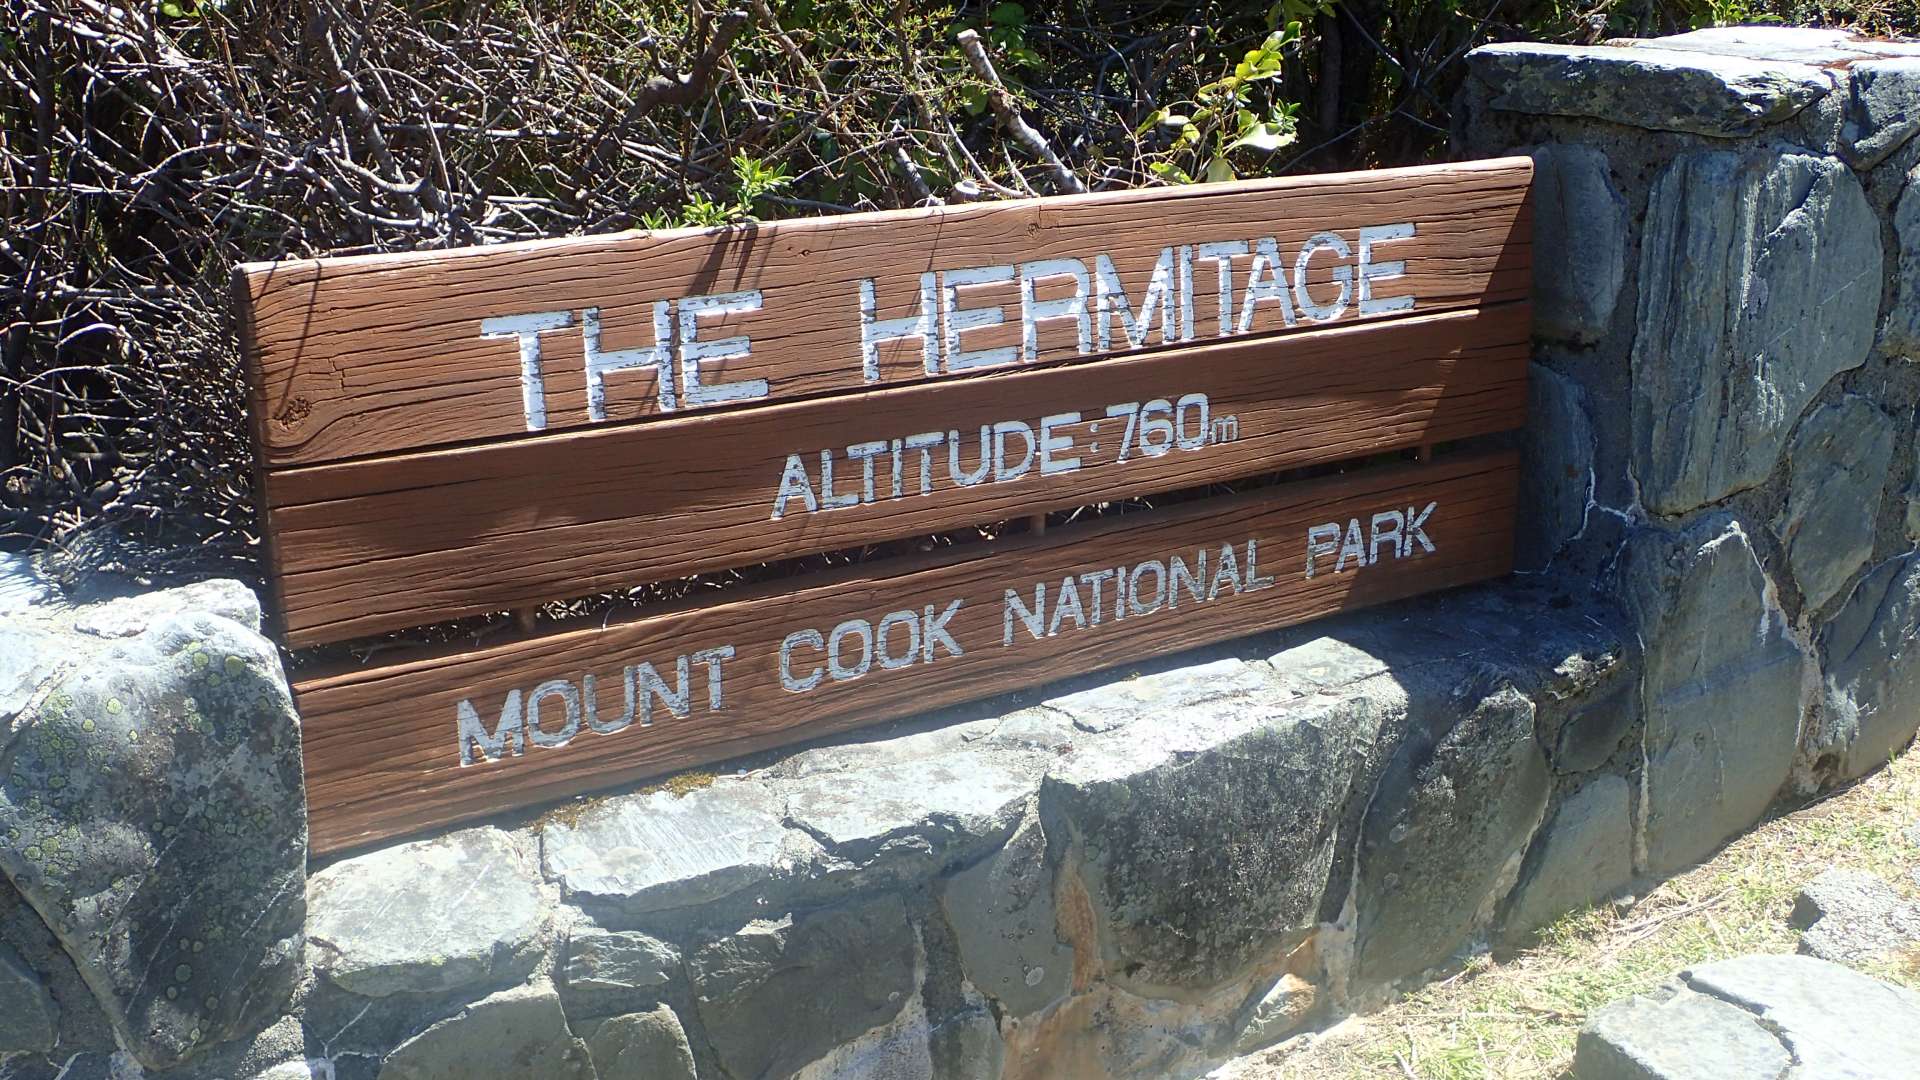 THE HERMITAGE
ALTITUDE: 760m
MOUNT COOK NATIONAL PARK